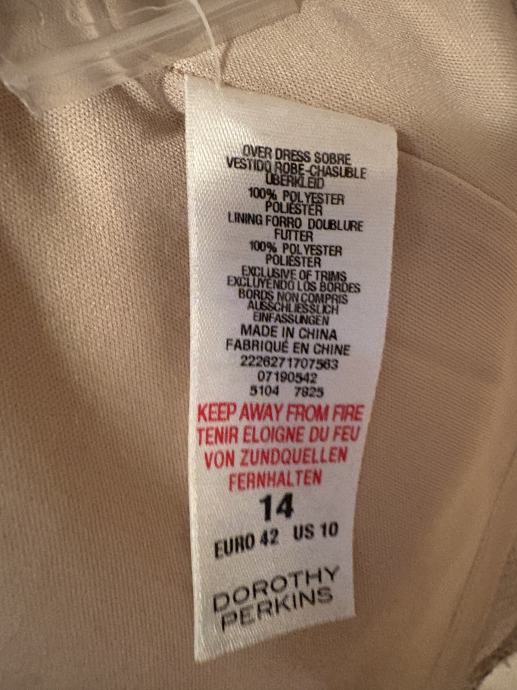 OVER DRESS SOBRE
VESTIDO ROBE-CHASUBLE
ÜBERKLEID
100% POLYESTER
POLIÉSTER
LINING FORRO DOUBLURE
FUTTER
100% POLYESTER
POLIÉSTER
EXCLUSIVE OF TRIMS
EXCLUYENDO LOS BORDES
BORDS NON COMPRIS
AUSSCHLIESSLICH
EINFASSUNGEN
MADE IN CHINA
FABRIQUÉ EN CHINE
2226271707563
07190542
5104 7825
KEEP AWAY FROM FIRE
TENIR ELOIGNE DU FEU
VON ZUNDQUELLEN
FERNHALTEN
14
EURO 42 US 10
DOROTHY
PERKINS